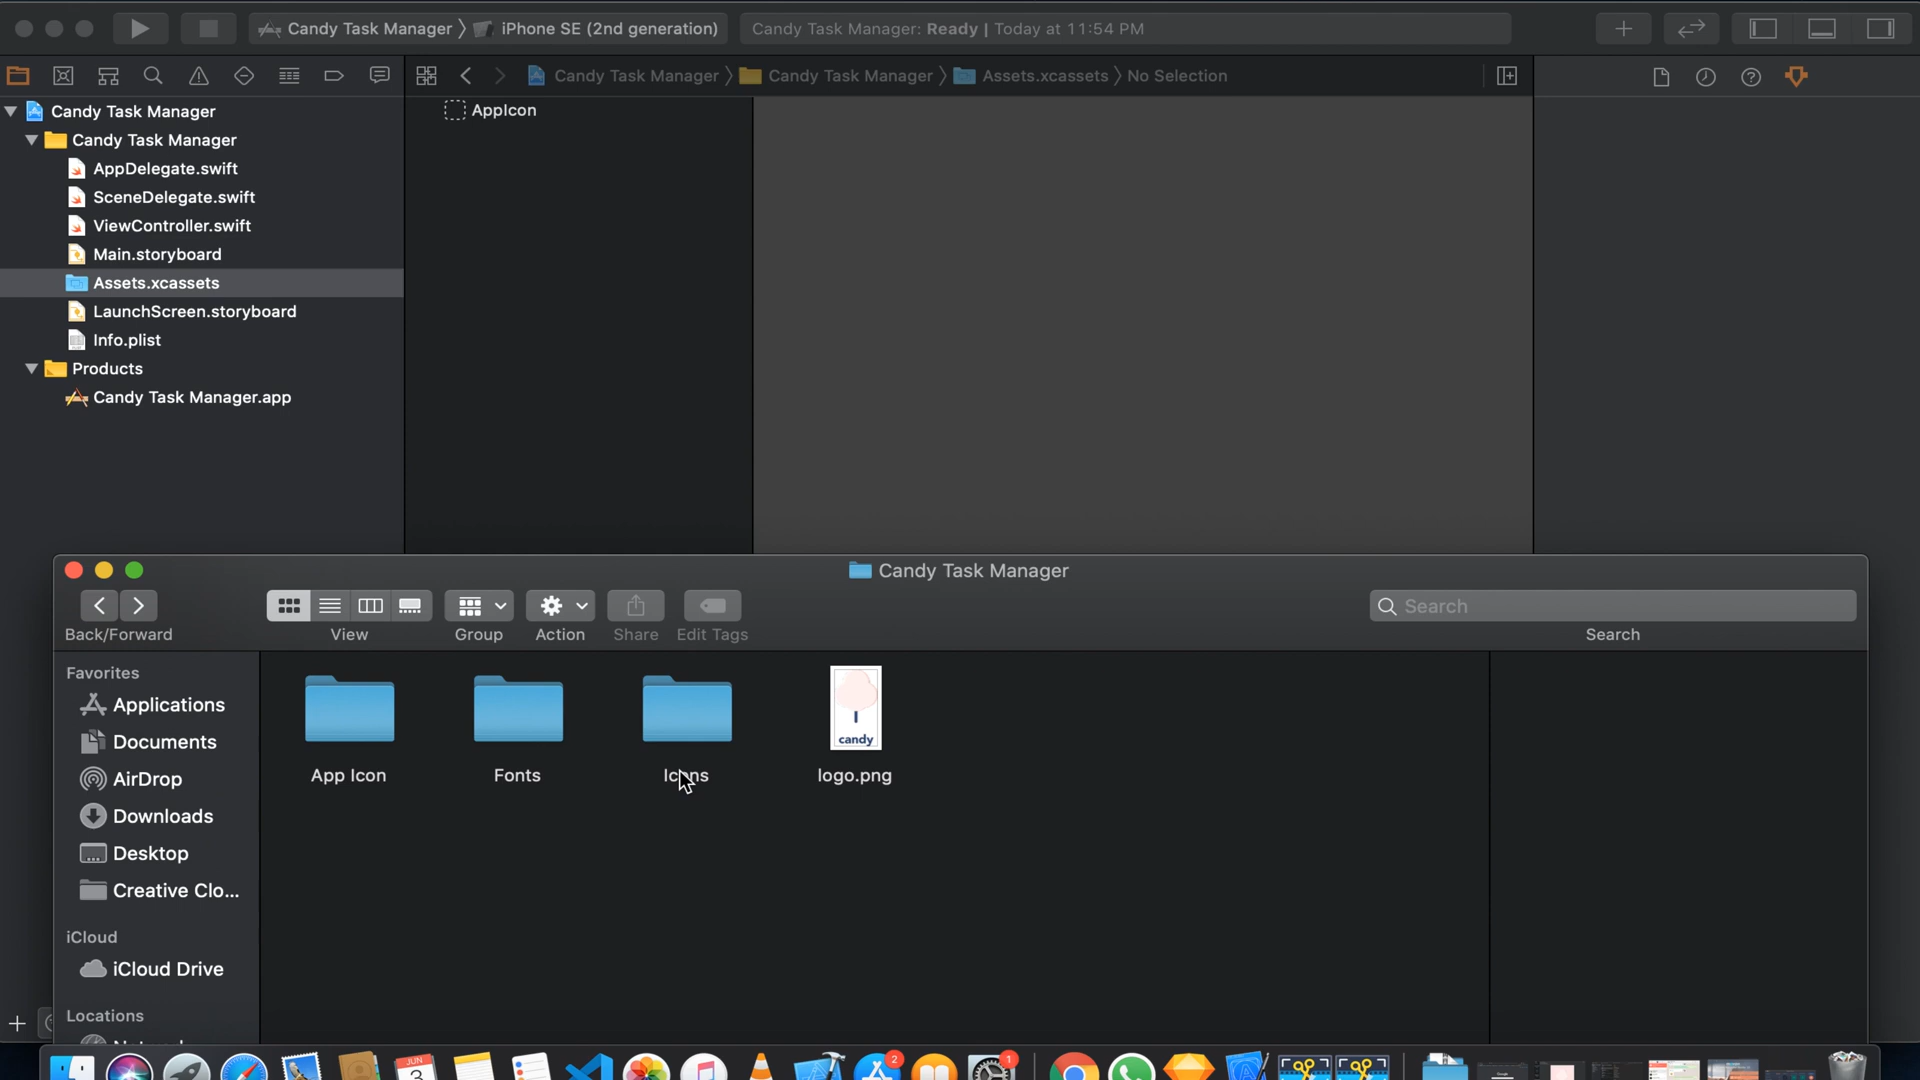 Candy Task Manager iPhone SE (2nd generation)
Candy Task Manager: Ready | Today at 11:54 PM
Candy Task Manager Candy Task Manager Assets.xcassets No Selection
Candy Task Manager
Candy Task Manager
AppDelegate.swift
SceneDelegate.swift
ViewController.swift
Main.storyboard
Assets.xcassets
LaunchScreen.storyboard
Info.plist
Products
Candy Task Manager.app
AppIcon
Candy Task Manager
Back/Forward
View
Group
Action
Share
Edit Tags
Search
Search
Favorites
Applications
Documents
AirDrop
Downloads
Desktop
Creative Clo...
iCloud
iCloud Drive
Locations
App Icon
Fonts
Icons
candy
logo.png
JUN
3
2
1